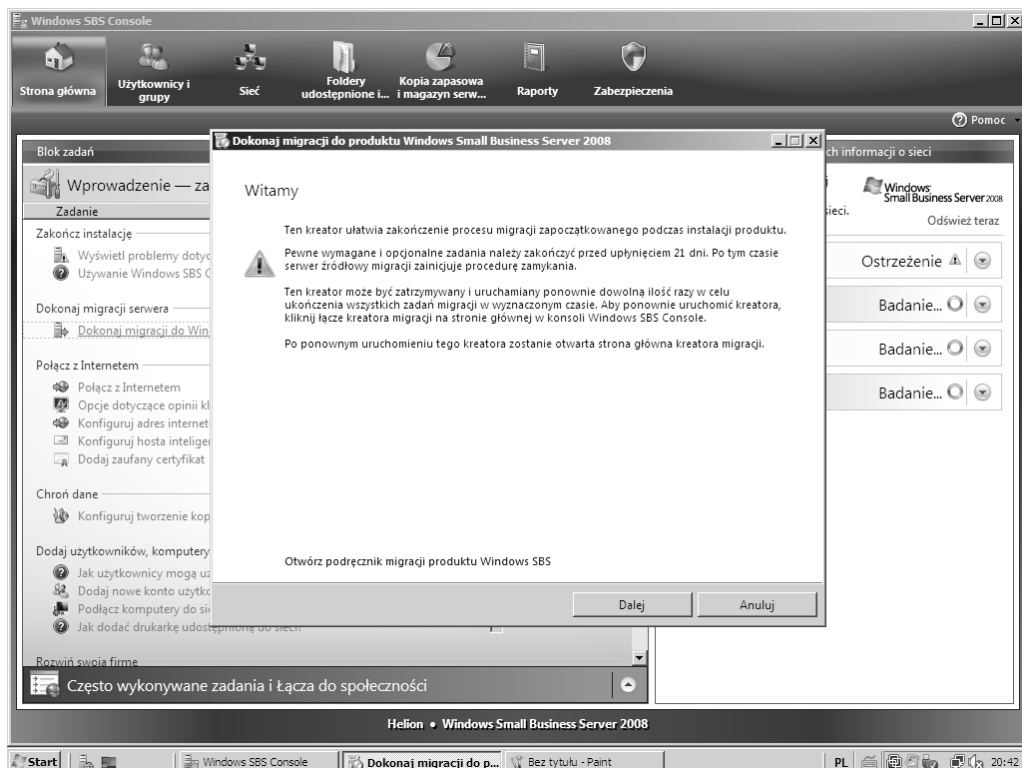 Windows SBS Console
Strona główna
Użytkownicy i grupy
Sieć
Foldery udostępnione i...
Kopia zapasowa i magazyn serw...
Raporty
Zabezpieczenia
Pomoc
Blok zadań
ch informacji o sieci
Wprowadzenie — za
Zadanie
Zakończ instalację
Wyświetl problemy dotyc
Używanie Windows SBS C
Dokonaj migracji serwera
Dokonaj migracji do Win
Połącz z Internetem
Połącz z Internetem
Opcje dotyczące opinii kl
Konfiguruj adres internet
Konfiguruj hosta inteliger
Dodaj zaufany certyfikat
Chroń dane
Konfiguruj tworzenie kop
Dodaj użytkowników, komputery
Jak użytkownicy mogą uz
Dodaj nowe konto użytko
Podłącz komputery do si
Jak dodać drukarkę udostępnioną do sieci?
Rozwiń swoją firmę
Często wykonywane zadania i Łącza do społeczności
Dokonaj migracji do produktu Windows Small Business Server 2008
Witamy
Ten kreator ułatwia zakończenie procesu migracji zapoczątkowanego podczas instalacji produktu.
Pewne wymagane i opcjonalne zadania należy zakończyć przed upłynięciem 21 dni. Po tym czasie
serwer źródłowy migracji zainicjuje procedurę zamykania.
Ten kreator może być zatrzymywany i uruchamiany ponownie dowolną ilość razy w celu
ukończenia wszystkich zadań migracji w wyznaczonym czasie. Aby ponownie uruchomić kreatora,
kliknij łącze kreatora migracji na stronie głównej w konsoli Windows SBS Console.
Po ponownym uruchomieniu tego kreatora zostanie otwarta strona główna kreatora migracji.
Otwórz podręcznik migracji produktu Windows SBS
Dalej
Anuluj
sieci.
Windows
Small Business Server 2008
Odśwież teraz
Ostrzeżenie
Badanie...
Badanie...
Badanie...
Helion • Windows Small Business Server 2008
Start
Windows SBS Console
Dokonaj migracji do p...
Bez tytułu - Paint
PL
20:42